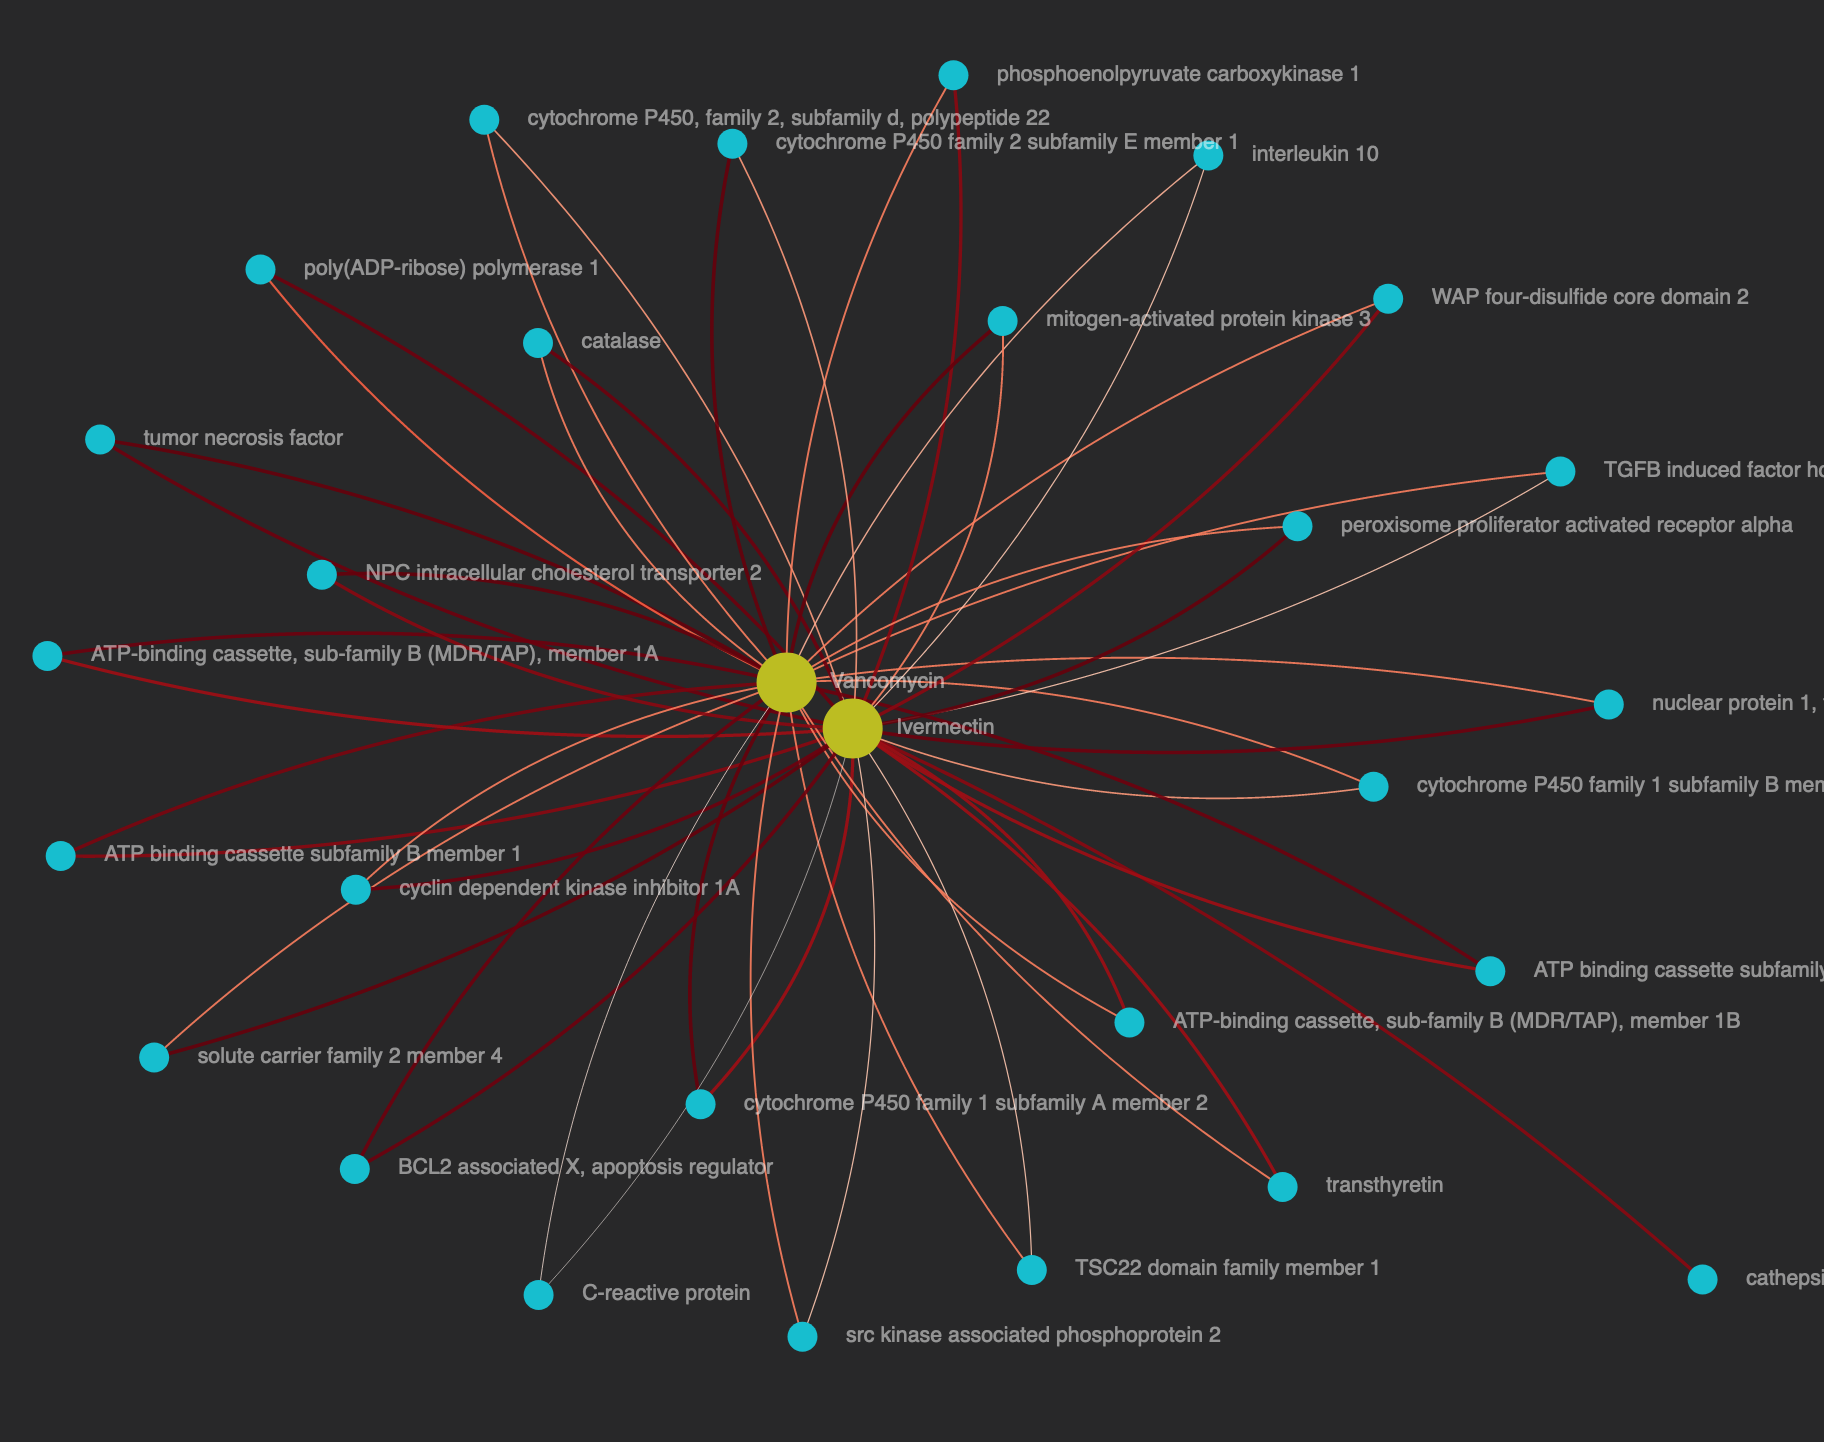 phosphoenolpyruvate carboxykinase 1
cytochrome P450, family 2, subfamily d, polypeptide 22
cytochrome P450 family 2 subfamily E member 1
interleukin 10
poly(ADP-ribose) polymerase 1
WAP four-disulfide core domain 2
mitogen-activated protein kinase 3
catalase
tumor necrosis factor
TGFB induced factor
peroxisome proliferator activated receptor alpha
NPC intracellular cholesterol transporter 2
ATP-binding cassette, sub-family B (MDR/TAP), member 1A
Vancomycin
nuclear protein 1,
Ivermectin
cytochrome P450 family 1 subfamily B
ATP binding cassette subfamily B member 1
cyclin dependent kinase inhibitor 1A
ATP binding cassette subfamily
ATP-binding cassette, sub-family B (MDR/TAP), member 1B
solute carrier family 2 member 4
cytochrome P450 family 1 subfamily A member 2
BCL2 associated X, apoptosis regulator
transthyretin
TSC22 domain family member 1
cathepsi
C-reactive protein
src kinase associated phosphoprotein 2